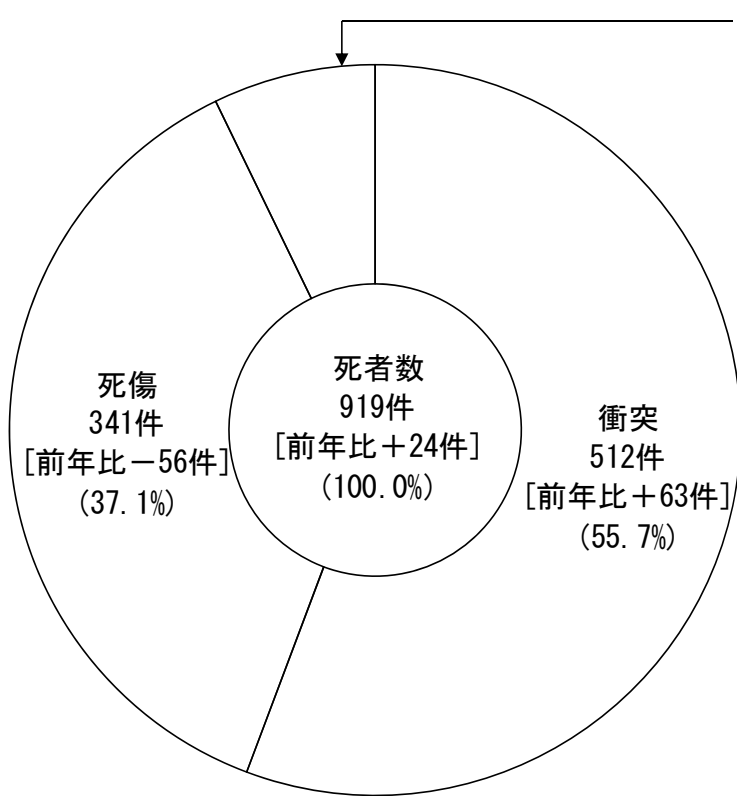 死者数
919件
[前年比+24件]
(100.0%)
死傷
341件
[前年比-56件]
(37.1%)
衝突
512件
[前年比+63件]
(55.7%)